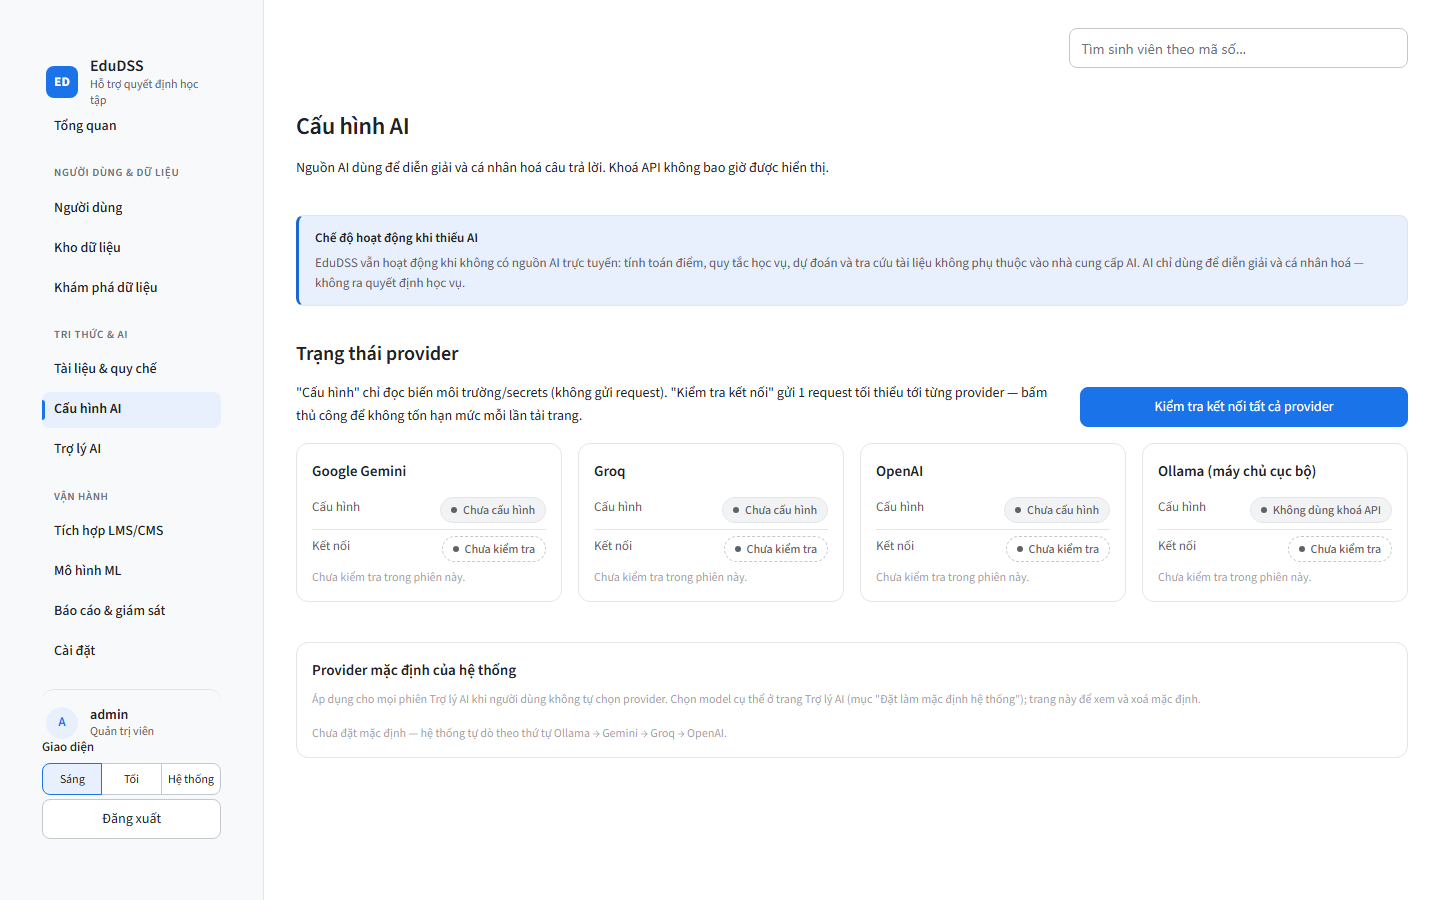 ED
EduDSS
Hỗ trợ quyết định học
tập
Tổng quan
NGƯỜI DÙNG & DỮ LIỆU
Người dùng
Kho dữ liệu
Khám phá dữ liệu
TRI THỨC & AI
Tài liệu & quy chế
Cấu hình AI
Trợ lý AI
VẬN HÀNH
Tích hợp LMS/CMS
Mô hình ML
Báo cáo & giám sát
Cài đặt
A
admin
Quản trị viên
Giao diện
Sáng
Tối
Hệ thống
Đăng xuất
Tìm sinh viên theo mã số...
Cấu hình AI
Nguồn AI dùng để diễn giải và cá nhân hoá câu trả lời. Khoá API không bao giờ được hiển thị.
Chế độ hoạt động khi thiếu AI
EduDSS vẫn hoạt động khi không có nguồn AI trực tuyến: tính toán điểm, quy tắc học vụ, dự đoán và tra cứu tài liệu không phụ thuộc vào nhà cung cấp AI. AI chỉ dùng để diễn giải và cá nhân hoá —
không ra quyết định học vụ.
Trạng thái provider
"Cấu hình" chỉ đọc biến môi trường/secrets (không gửi request). "Kiểm tra kết nối" gửi 1 request tối thiểu tới từng provider — bấm
thủ công để không tốn hạn mức mỗi lần tải trang.
Kiểm tra kết nối tất cả provider
Google Gemini
Cấu hình
Chưa cấu hình
Kết nối
Chưa kiểm tra
Chưa kiểm tra trong phiên này.
Groq
Cấu hình
Chưa cấu hình
Kết nối
Chưa kiểm tra
Chưa kiểm tra trong phiên này.
OpenAI
Cấu hình
Chưa cấu hình
Kết nối
Chưa kiểm tra
Chưa kiểm tra trong phiên này.
Ollama (máy chủ cục bộ)
Cấu hình
Không dùng khoá API
Kết nối
Chưa kiểm tra
Chưa kiểm tra trong phiên này.
Provider mặc định của hệ thống
Áp dụng cho mọi phiên Trợ lý AI khi người dùng không tự chọn provider. Chọn model cụ thể ở trang Trợ lý AI (mục "Đặt làm mặc định hệ thống"); trang này để xem và xoá mặc định.
Chưa đặt mặc định — hệ thống tự dò theo thứ tự Ollama → Gemini → Groq → OpenAI.